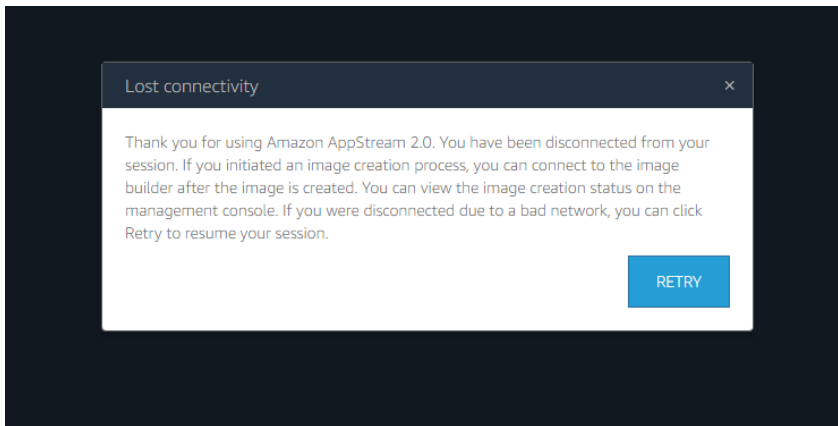 Lost connectivity
Thank you for using Amazon AppStream 2.0. You have been disconnected from your
session. If you initiated an image creation process, you can connect to the image
builder after the image is created. You can view the image creation status on the
management console. If you were disconnected due to a bad network, you can click
Retry to resume your session.
RETRY